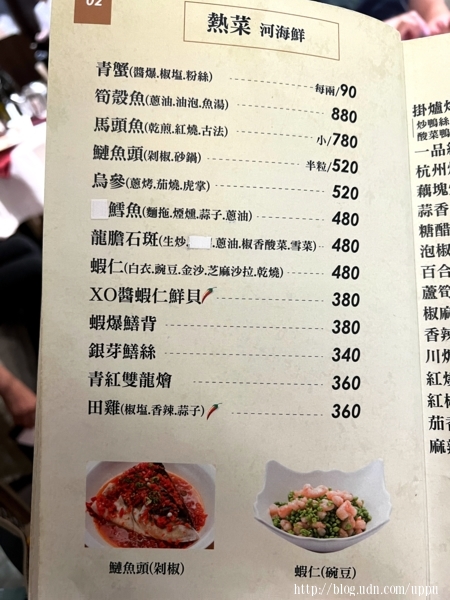 02
熱菜 河海鮮
青蟹(醬爆.椒塩.粉絲) 每兩/90
筍殼魚(蔥油.油泡.魚湯) 880
馬頭魚(乾煎.紅燒.古法) 小/780
鰱魚頭(剁椒.砂鍋) 半粒/520
烏參(蔥烤.茄燒.虎掌) 520
鱈魚(麵拖.煙燻.蒜子.蔥油) 480
龍膽石斑(生炒. .蔥油.椒香酸菜.雪菜) 480
蝦仁(白衣.豌豆.金沙.芝麻沙拉.乾燒) 480
XO醬蝦仁鮮貝 380
蝦爆鱔背 380
銀芽鱔絲 340
青紅雙龍燴 360
田雞(椒塩.香辣.蒜子) 360
鰱魚頭(剁椒)
蝦仁(碗豆)
掛爐
炒鴨絲
酸菜鴨
一品
杭州
藕塊
蒜香
糖醋
泡椒
百合
蘆筍
椒麻
香辣
川
紅燒
紅
茄香
麻辣
http://blog.udn.com/uppn